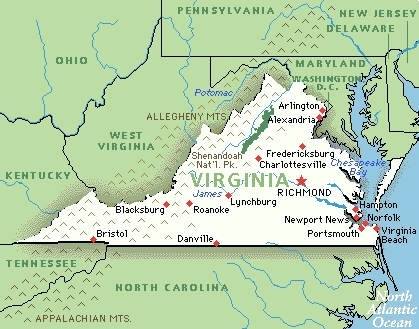 PENNSYLVANIA
NEW JERSEY
DELAWARE
OHIO
MARYLAND
WASHINGTON
D.C.
Potomac
Arlington
Alexandria
ALLEGHENY MTS.
WEST
VIRGINIA
Shenandoah
Nat'l. Pk.
Fredericksburg
Charlottesville
Chesapeake
Bay
KENTUCKY
VIRGINIA
RICHMOND
James
Lynchburg
Hampton
Blacksburg
Roanoke
Newport News
Norfolk
Portsmouth
Virginia
Beach
Bristol
Danville
TENNESSEE
NORTH CAROLINA
North
Atlantic
Ocean
APPALACHIAN MTS.